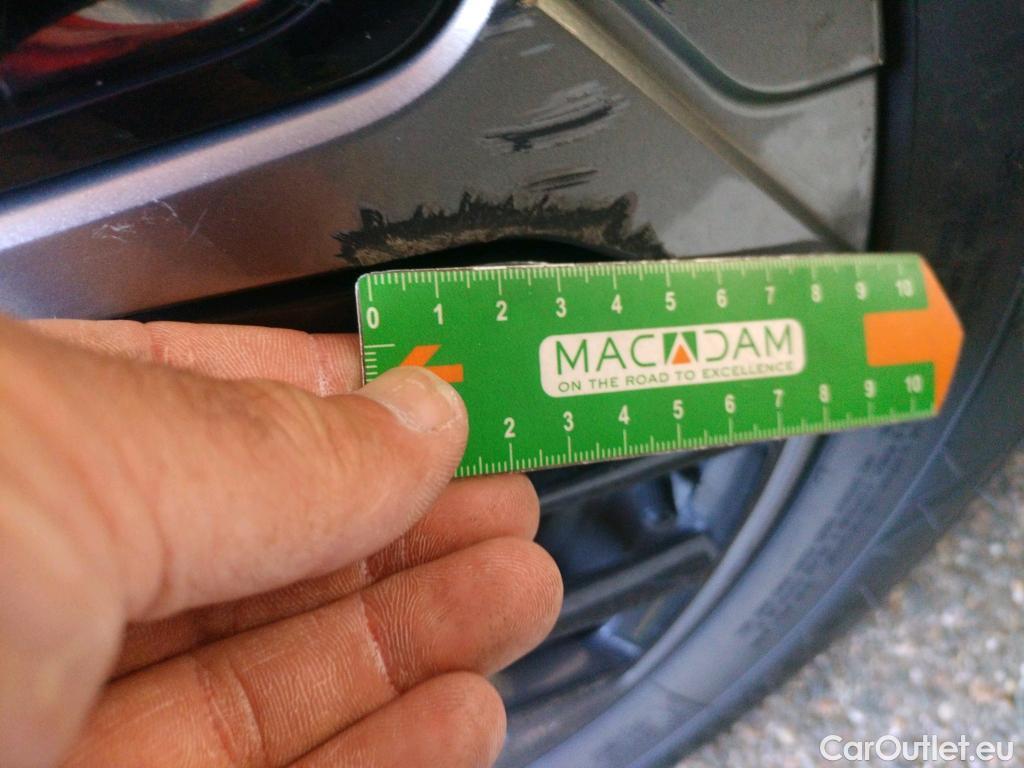 0 1 2 3 4 5 6 7 8 9 10
MACADAM
ON THE ROAD TO EXCELLENCE
2 3 4 5 6 7 8 9 10
CarOutlet.eu